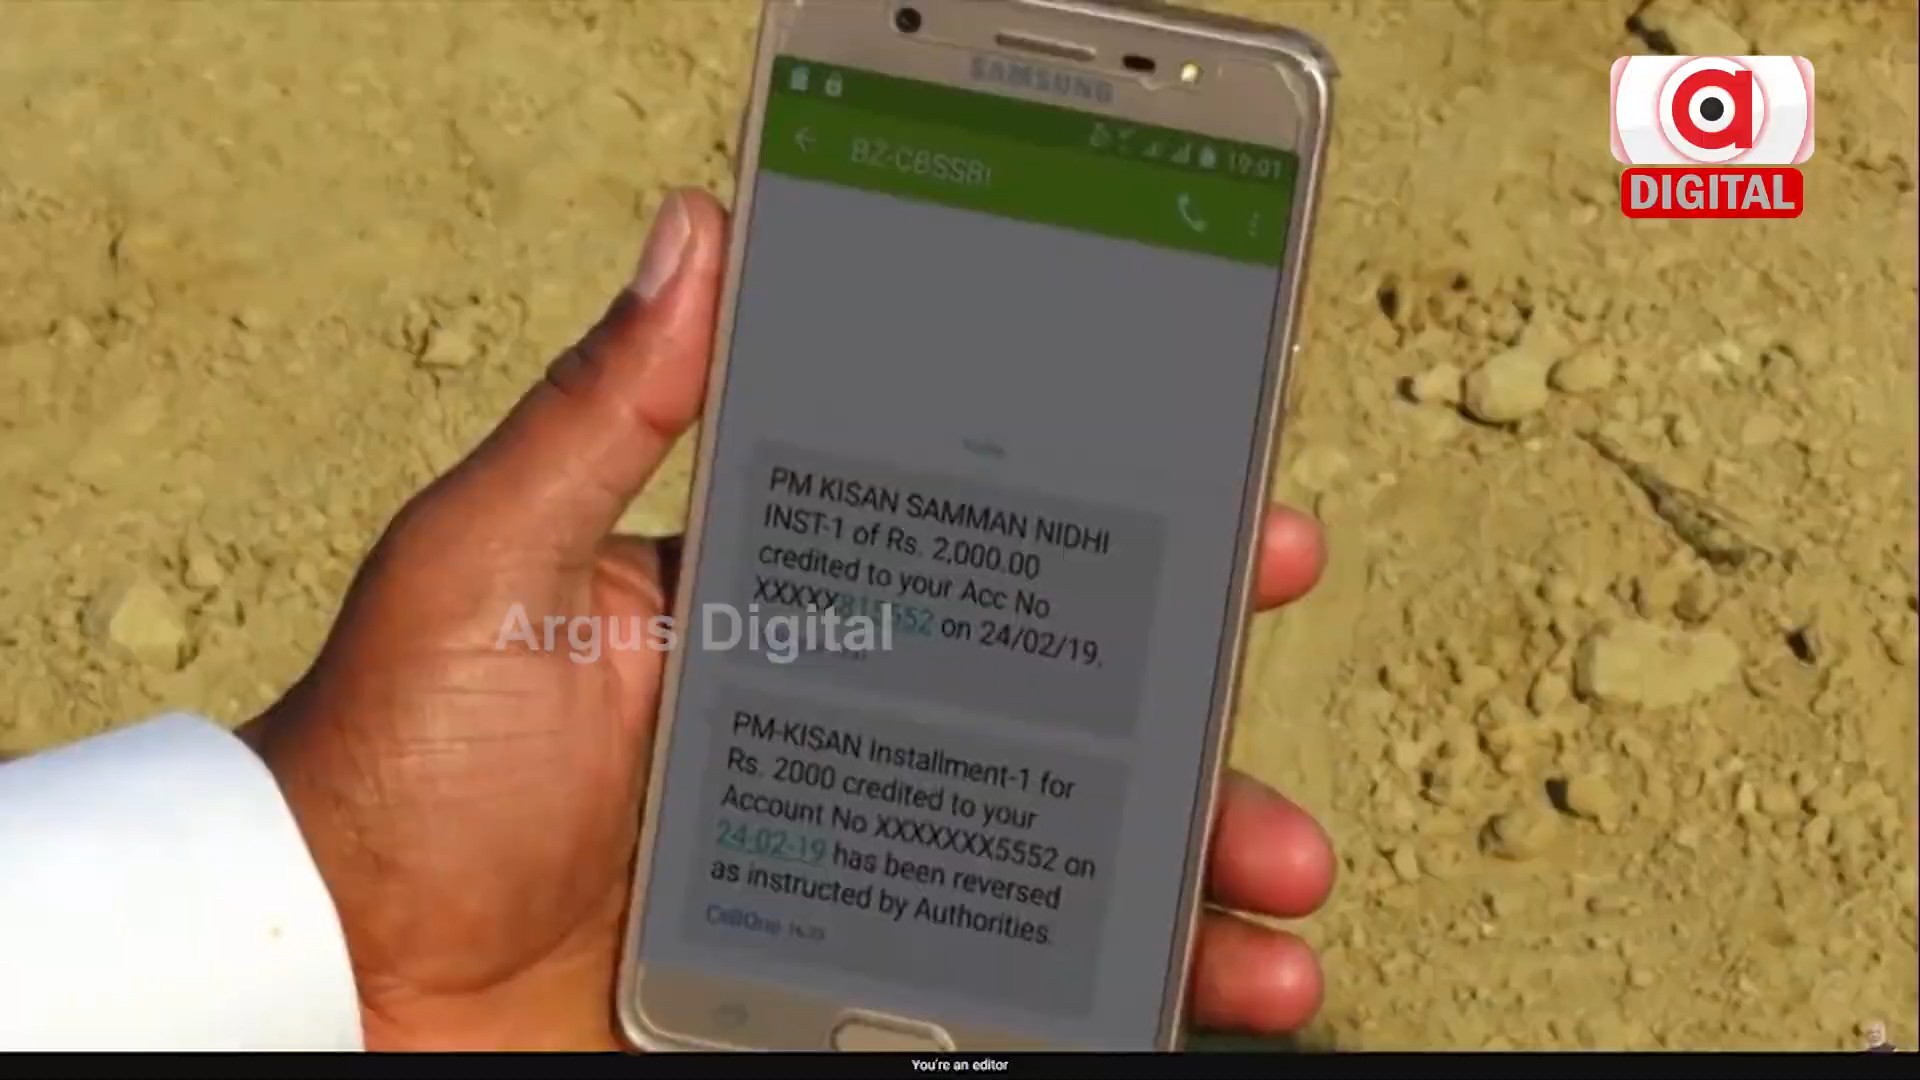 SAMSUNG
19:01
BZ-CBSSBI
PM KISAN SAMMAN NIDHI
INST-1 of Rs. 2,000.00
credited to your Acc No
XXXXX815552 on 24/02/19.
PM-KISAN Installment-1 for
Rs. 2000 credited to your
Account No XXXXXXX5552 on
24-02-19 has been reversed
as instructed by Authorities.
CellOne
Argus Digital
a
DIGITAL
You're an editor